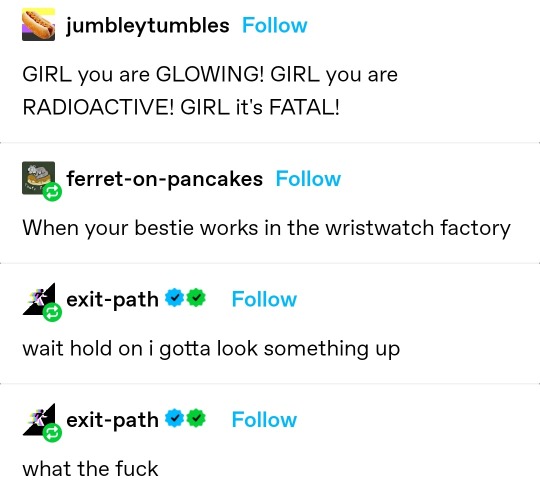 jumbleytumbles Follow
GIRL you are GLOWING! GIRL you are
RADIOACTIVE! GIRL it's FATAL!
ferret-on-pancakes Follow
When your bestie works in the wristwatch factory
exit-path Follow
wait hold on i gotta look something up
exit-path Follow
what the fuck